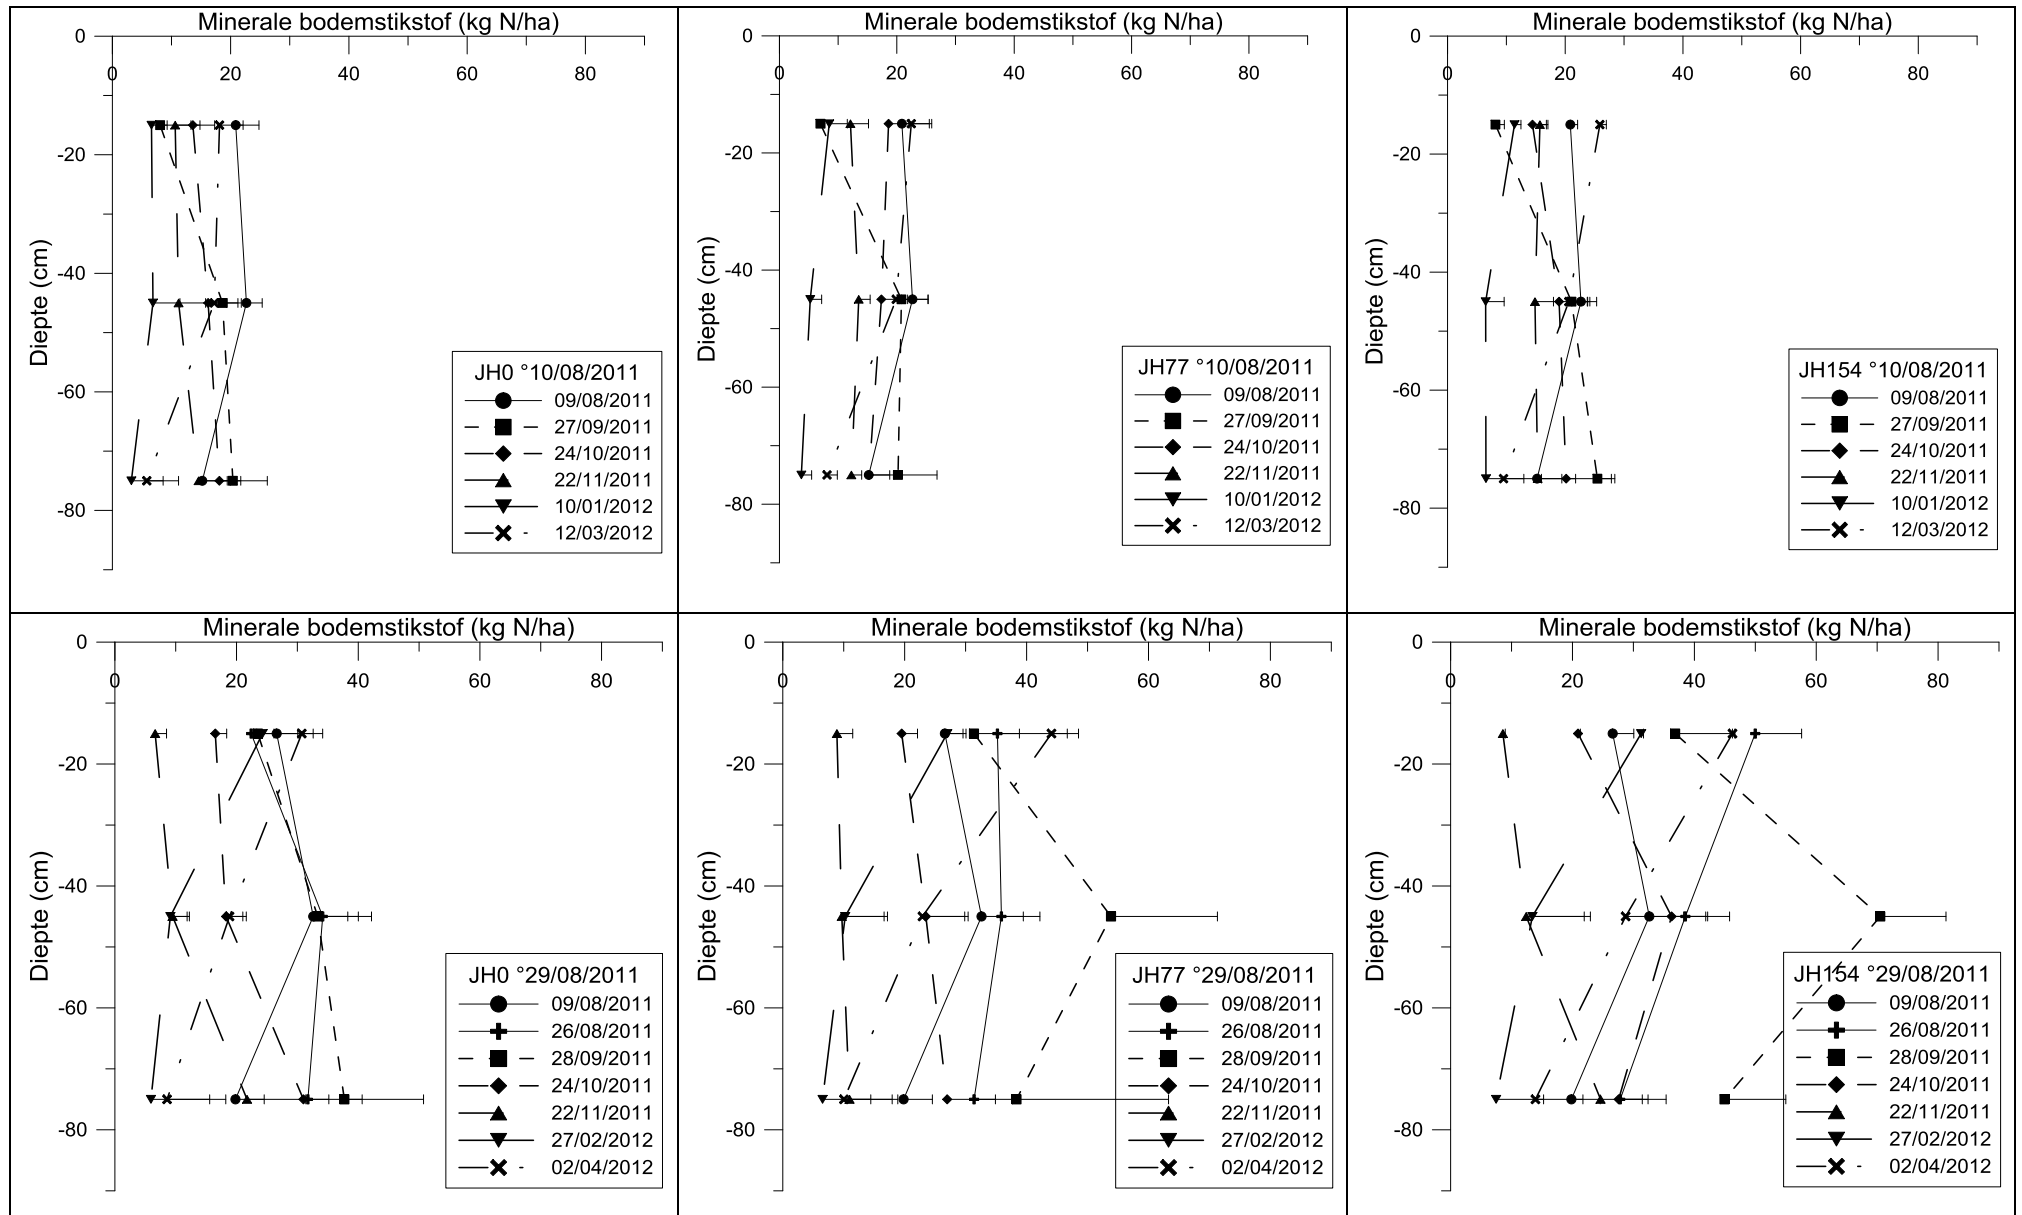 Minerale bodemstikstof (kg N/ha)
0
0 20 40 60 80
-20
-40
-60
-80
Diepte (cm)
JH0 °10/08/2011
09/08/2011
27/09/2011
24/10/2011
22/11/2011
10/01/2012
12/03/2012
Minerale bodemstikstof (kg N/ha)
0
0 20 40 60 80
-20
-40
-60
-80
Diepte (cm)
JH77 °10/08/2011
09/08/2011
27/09/2011
24/10/2011
22/11/2011
10/01/2012
12/03/2012
Minerale bodemstikstof (kg N/ha)
0
0 20 40 60 80
-20
-40
-60
-80
Diepte (cm)
JH154 °10/08/2011
09/08/2011
27/09/2011
24/10/2011
22/11/2011
10/01/2012
12/03/2012
Minerale bodemstikstof (kg N/ha)
0
0 20 40 60 80
-20
-40
-60
-80
Diepte (cm)
JH0 °29/08/2011
09/08/2011
26/08/2011
28/09/2011
24/10/2011
22/11/2011
27/02/2012
02/04/2012
Minerale bodemstikstof (kg N/ha)
0
0 20 40 60 80
-20
-40
-60
-80
Diepte (cm)
JH77 °29/08/2011
09/08/2011
26/08/2011
28/09/2011
24/10/2011
22/11/2011
27/02/2012
02/04/2012
Minerale bodemstikstof (kg N/ha)
0
0 20 40 60 80
-20
-40
-60
-80
Diepte (cm)
JH154 °29/08/2011
09/08/2011
26/08/2011
28/09/2011
24/10/2011
22/11/2011
27/02/2012
02/04/2012